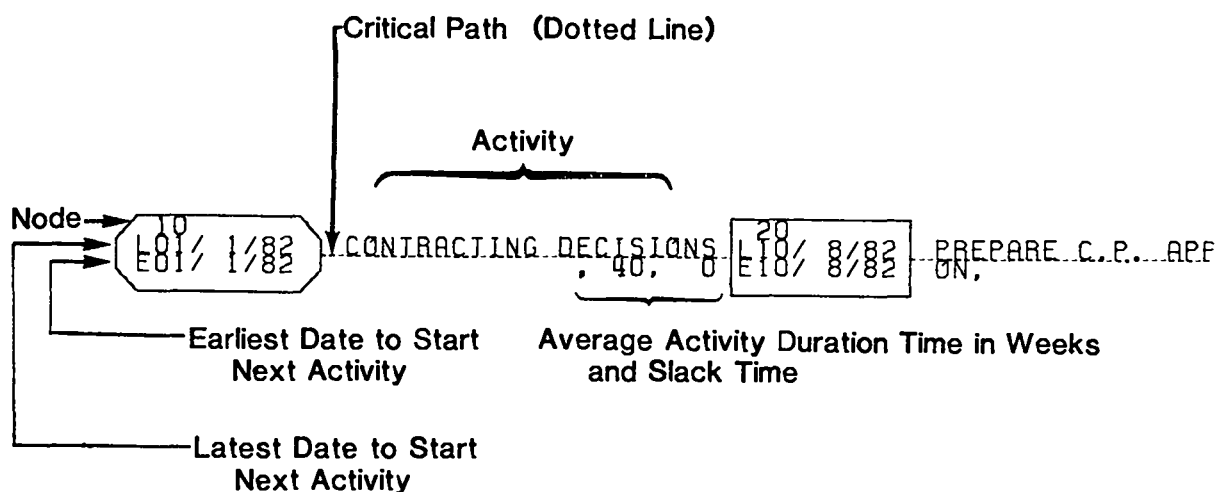 Critical Path (Dotted Line)
Activity
Node
10
L01/ 1/82
E01/ 1/82
CONTRACTING DECISIONS
, 40, 0
20
L10/ 8/82
E10/ 8/82
PREPARE C.P. APP
ON,
Earliest Date to Start
Next Activity
Average Activity Duration Time in Weeks
and Slack Time
Latest Date to Start
Next Activity